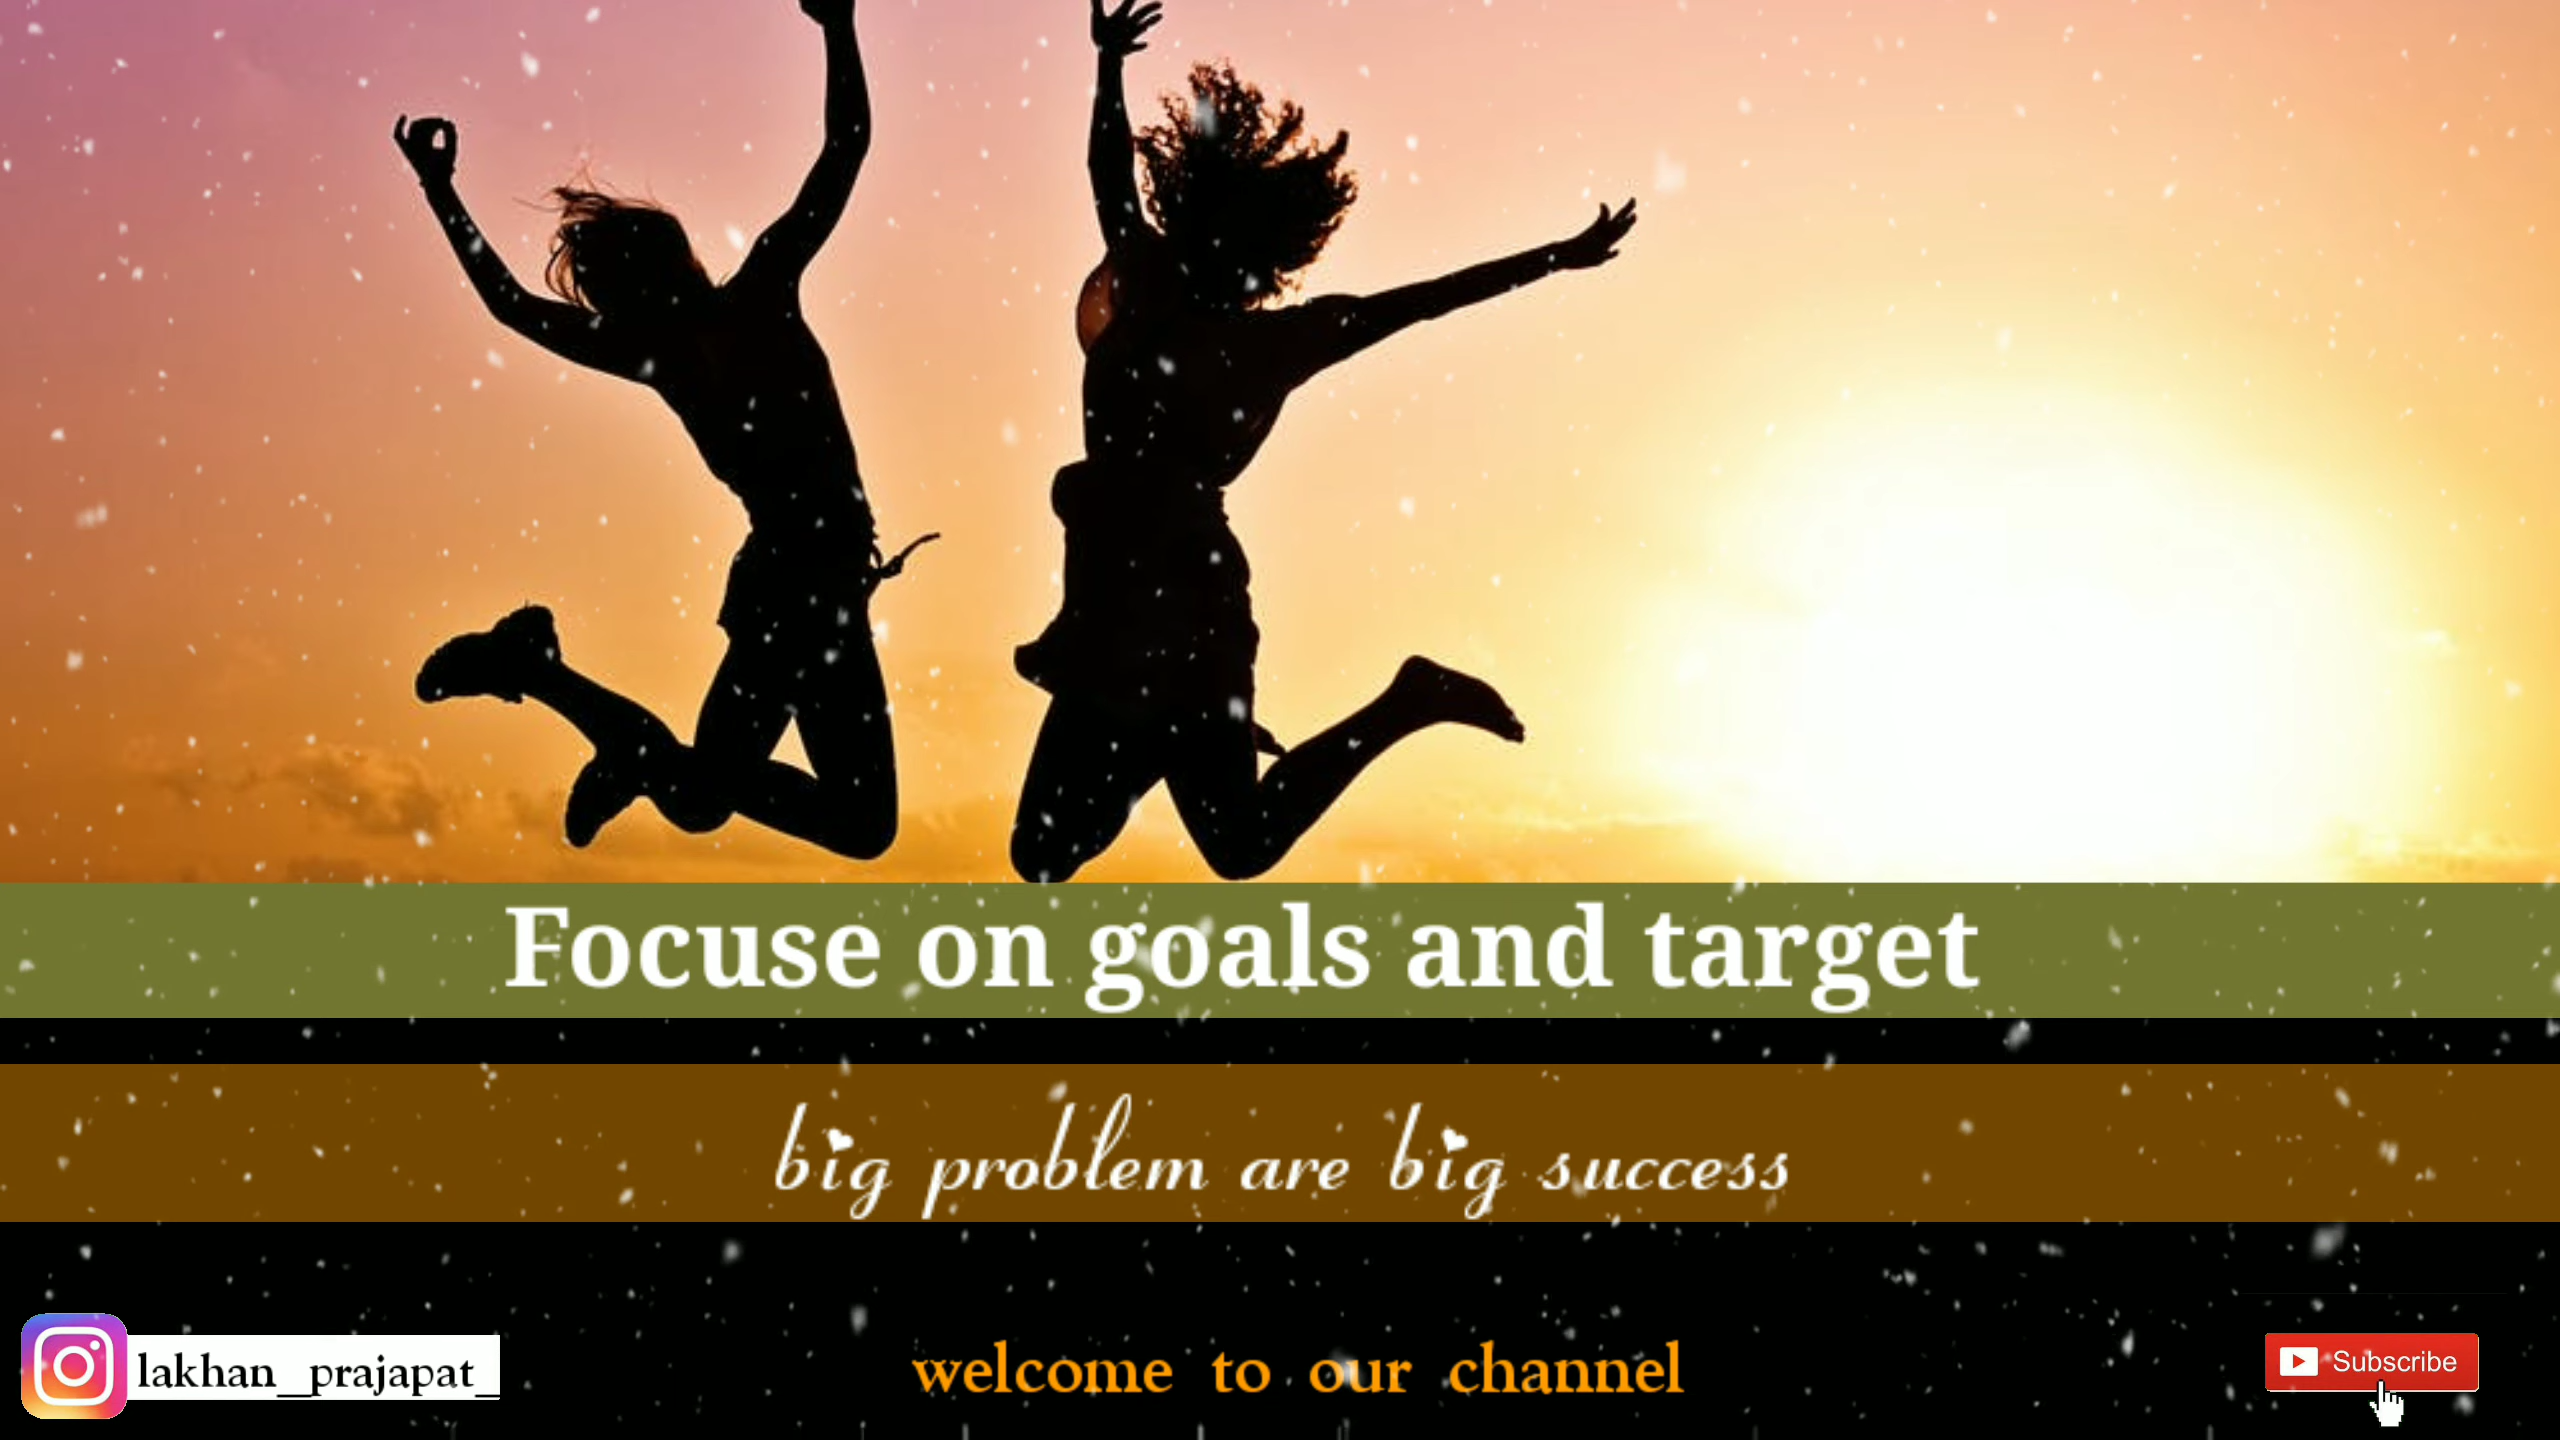 Focuse on goals and target
big problem are big success
lakhan_prajapat_
welcome to our channel
Subscribe